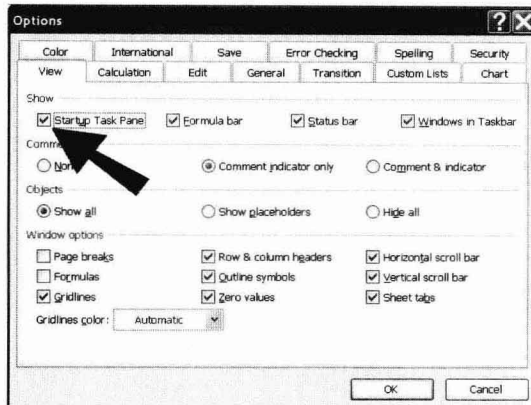 Options
Color International Save Error Checking Spelling Security
View Calculation Edit General Transition Custom Lists Chart
Show
Startup Task Pane Formula bar Status bar Windows in Taskbar
Comment indicator only Comment & indicator
Objects
Show all Show placeholders Hide all
Window options
Page breaks Row & column headers Horizontal scroll bar
Formulas Outline symbols Vertical scroll bar
Gridlines Zero values Sheet tabs
Gridlines color: Automatic
OK Cancel